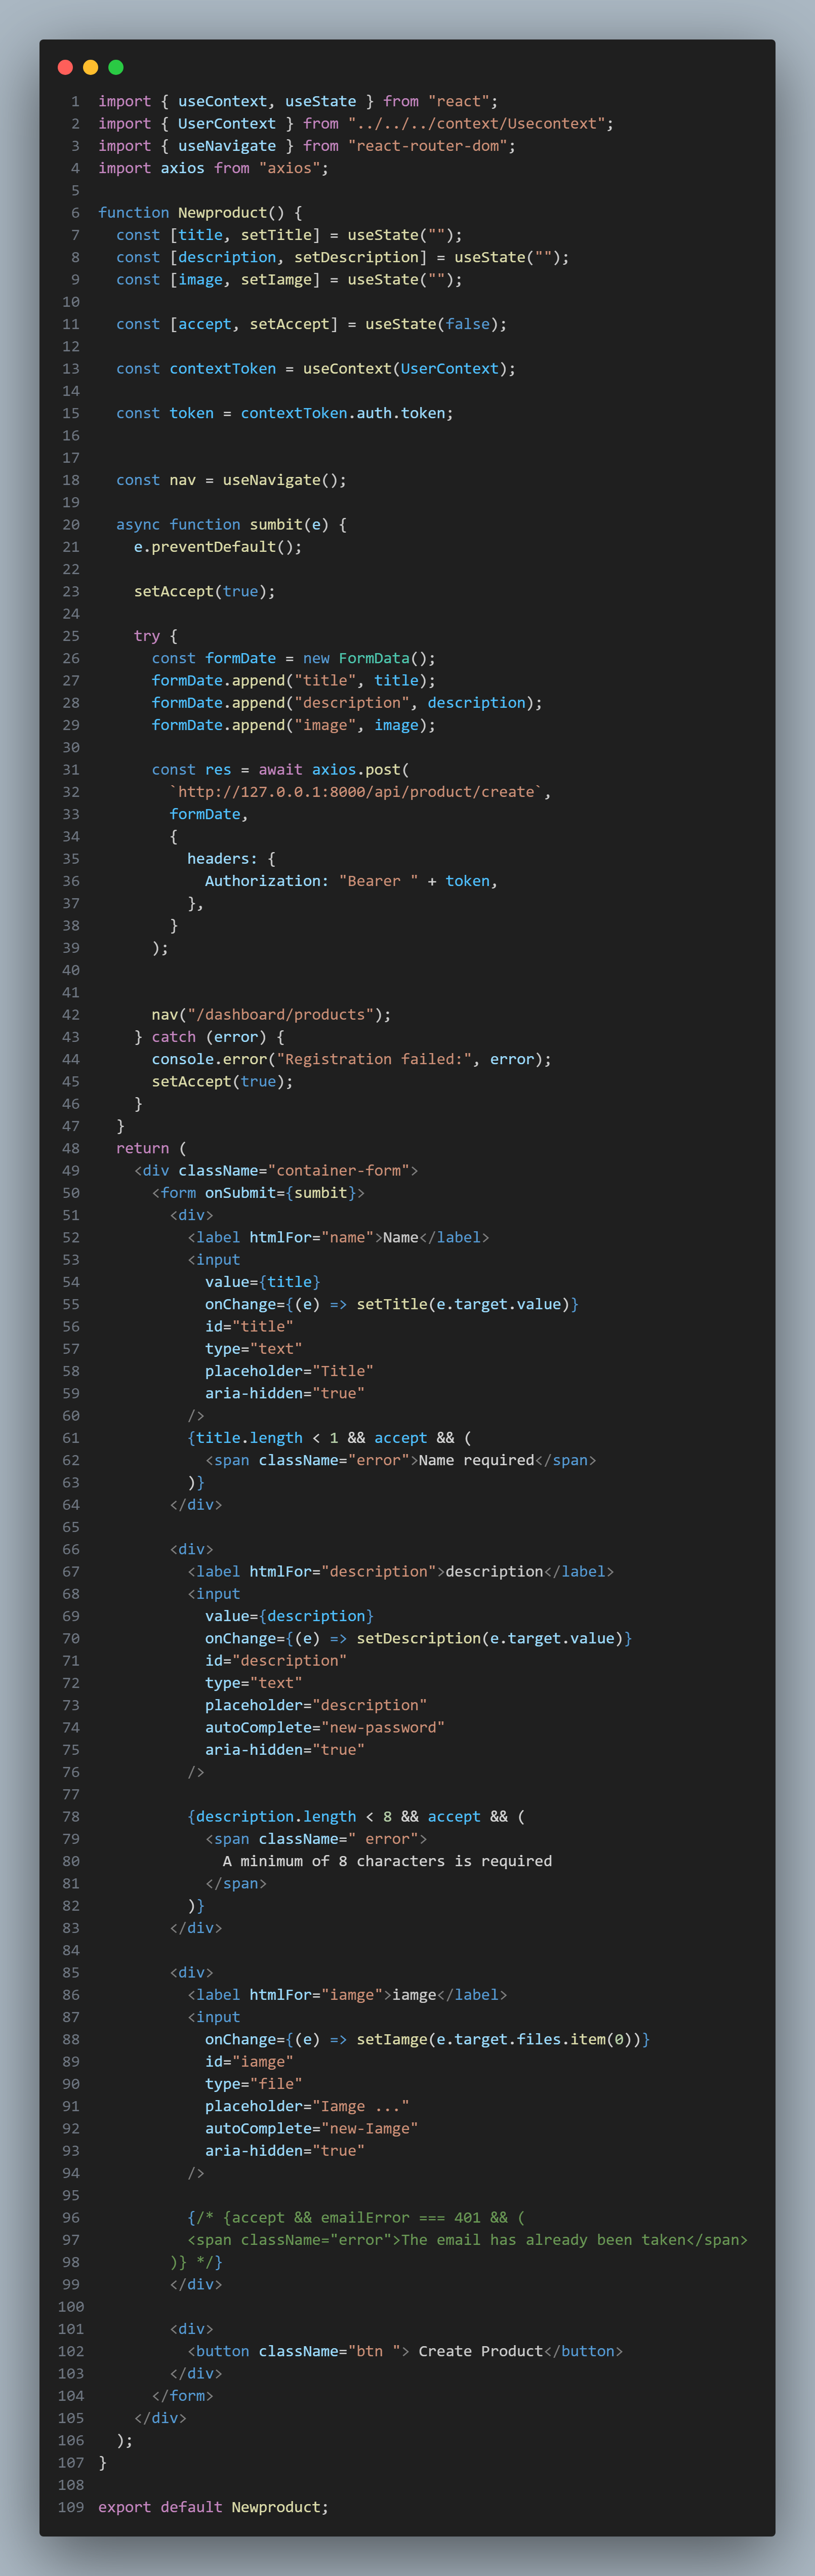 1 import { useContext, useState } from "react";
2 import { UserContext } from "../../../context/Usecontext";
3 import { useNavigate } from "react-router-dom";
4 import axios from "axios";
5
6 function Newproduct() {
7   const [title, setTitle] = useState("");
8   const [description, setDescription] = useState("");
9   const [image, setIamge] = useState("");
10
11   const [accept, setAccept] = useState(false);
12
13   const contextToken = useContext(UserContext);
14
15   const token = contextToken.auth.token;
16
17
18   const nav = useNavigate();
19
20   async function sumbit(e) {
21     e.preventDefault();
22
23     setAccept(true);
24
25     try {
26       const formDate = new FormData();
27       formDate.append("title", title);
28       formDate.append("description", description);
29       formDate.append("image", image);
30
31       const res = await axios.post(
32         `http://127.0.0.1:8000/api/product/create`,
33         formDate,
34         {
35           headers: {
36             Authorization: "Bearer " + token,
37           },
38         }
39       );
40
41
42       nav("/dashboard/products");
43     } catch (error) {
44       console.error("Registration failed:", error);
45       setAccept(true);
46     }
47   }
48   return (
49     <div className="container-form">
50       <form onSubmit={sumbit}>
51         <div>
52           <label htmlFor="name">Name</label>
53           <input
54             value={title}
55             onChange={(e) => setTitle(e.target.value)}
56             id="title"
57             type="text"
58             placeholder="Title"
59             aria-hidden="true"
60           />
61           {title.length < 1 && accept && (
62             <span className="error">Name required</span>
63           )}
64         </div>
65
66         <div>
67           <label htmlFor="description">description</label>
68           <input
69             value={description}
70             onChange={(e) => setDescription(e.target.value)}
71             id="description"
72             type="text"
73             placeholder="description"
74             autoComplete="new-password"
75             aria-hidden="true"
76           />
77
78           {description.length < 8 && accept && (
79             <span className=" error">
80               A minimum of 8 characters is required
81             </span>
82           )}
83         </div>
84
85         <div>
86           <label htmlFor="iamge">iamge</label>
87           <input
88             onChange={(e) => setIamge(e.target.files.item(0))}
89             id="iamge"
90             type="file"
91             placeholder="Iamge ..."
92             autoComplete="new-Iamge"
93             aria-hidden="true"
94           />
95
96           {/* {accept && emailError === 401 && (
97           <span className="error">The email has already been taken</span>
98         )} */}
99         </div>
100
101         <div>
102           <button className="btn "> Create Product</button>
103         </div>
104       </form>
105     </div>
106   );
107 }
108
109 export default Newproduct;